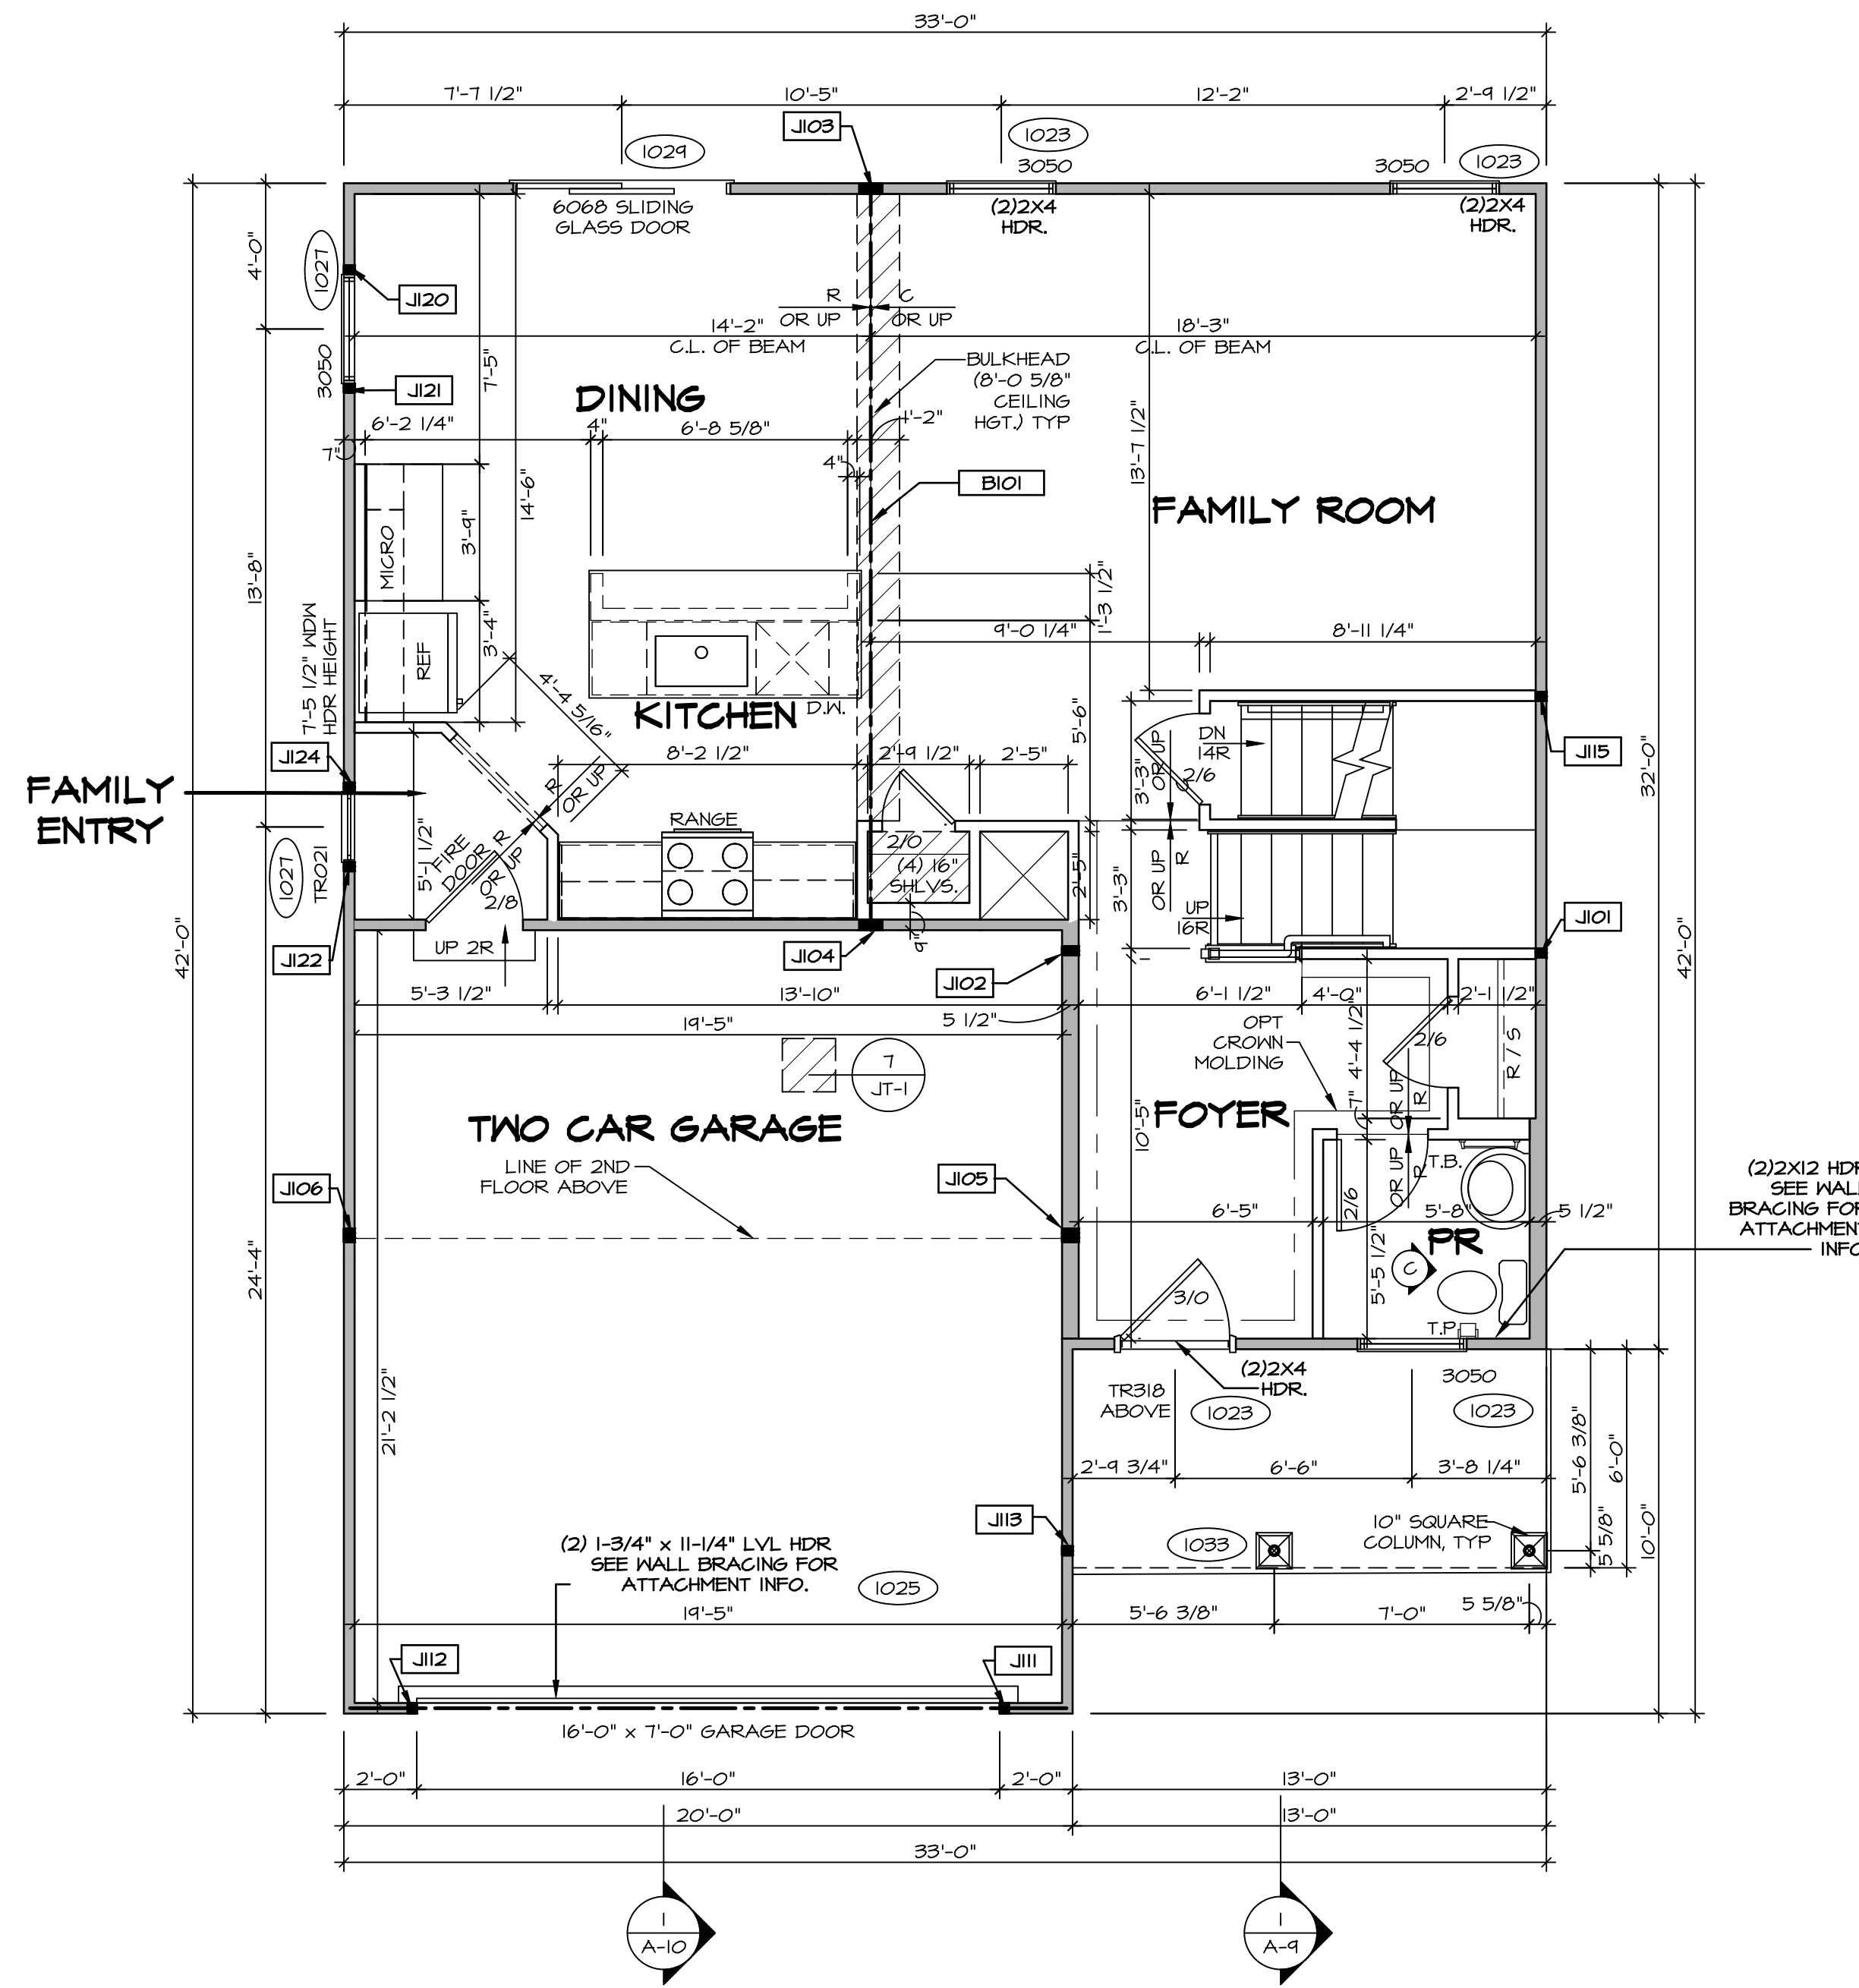 33'-0"
7'-7 1/2"
10'-5"
12'-2"
2'-9 1/2"
J103
1029
1023
1023
3050
3050
6068 SLIDING
GLASS DOOR
(2)2X4
HDR.
(2)2X4
HDR.
4'-0"
1027
J120
R
C
OR UP
OR UP
14'-2"
C.L. OF BEAM
18'-3"
C.L. OF BEAM
3050
J121
7'-5"
DINING
BULKHEAD
(8'-0 5/8"
CEILING
HGT.) TYP
6'-2 1/4"
4"
6'-8 5/8"
1'-2"
7"
4"
13'-7 1/2"
14'-6"
B101
FAMILY ROOM
3'-9"
MICRO
13'-8"
7'-5 1/2" WDW
HDR HEIGHT
REF
3'-4"
1'-3 1/2"
9'-0 1/4"
8'-11 1/4"
4'-4 5/16"
KITCHEN
D.W.
5'-6"
8'-2 1/2"
2'-9 1/2"
2'-5"
DN
14R
2/6
3'-3"
OR UP
J115
32'-0"
J124
FAMILY
ENTRY
R
OR UP
RANGE
5'-1 1/2"
FIRE
DOOR
R
OR UP
2/8
2/0
(4) 16"
SHLVS.
2'-5"
3'-3"
OR UP
R
UP
16R
J101
1027
TR021
J122
UP 2R
J104
9"
J102
42'-0"
42'-0"
5'-3 1/2"
13'-10"
6'-1 1/2"
4'-0"
2'-1 1/2"
19'-5"
5 1/2"
OPT
CROWN
MOLDING
4'-4 1/2"
2/6
R / S
7
JT-1
TWO CAR GARAGE
10'-5"
FOYER
7"
OR UP
R
LINE OF 2ND
FLOOR ABOVE
J106
J105
OR UP
R
T.B.
2/6
6'-5"
5'-8"
5 1/2"
PR
C
5'-5 1/2"
T.P.
(2)2X12 HDR
SEE WALL
BRACING FOR
ATTACHMENT
INFO
24'-4"
3/0
(2)2X4
HDR.
TR318
ABOVE
1023
3050
1023
21'-2 1/2"
2'-9 3/4"
6'-6"
3'-8 1/4"
5'-6 3/8"
6'-0"
10'-0"
5 5/8"
J113
1033
10" SQUARE
COLUMN, TYP
(2) 1-3/4" x 11-1/4" LVL HDR
SEE WALL BRACING FOR
ATTACHMENT INFO.
1025
19'-5"
5'-6 3/8"
7'-0"
5 5/8"
J112
J111
16'-0" x 7'-0" GARAGE DOOR
2'-0"
16'-0"
2'-0"
13'-0"
20'-0"
13'-0"
33'-0"
1
A-10
1
A-9